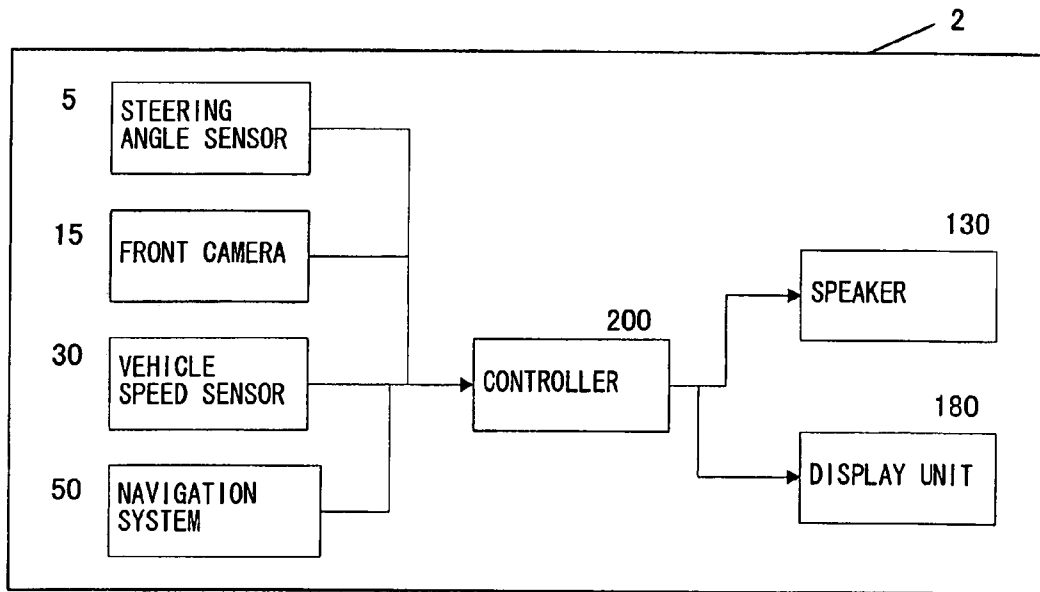 2
5
STEERING
ANGLE SENSOR
15
FRONT CAMERA
30
VEHICLE
SPEED SENSOR
50
NAVIGATION
SYSTEM
200
CONTROLLER
130
SPEAKER
180
DISPLAY UNIT